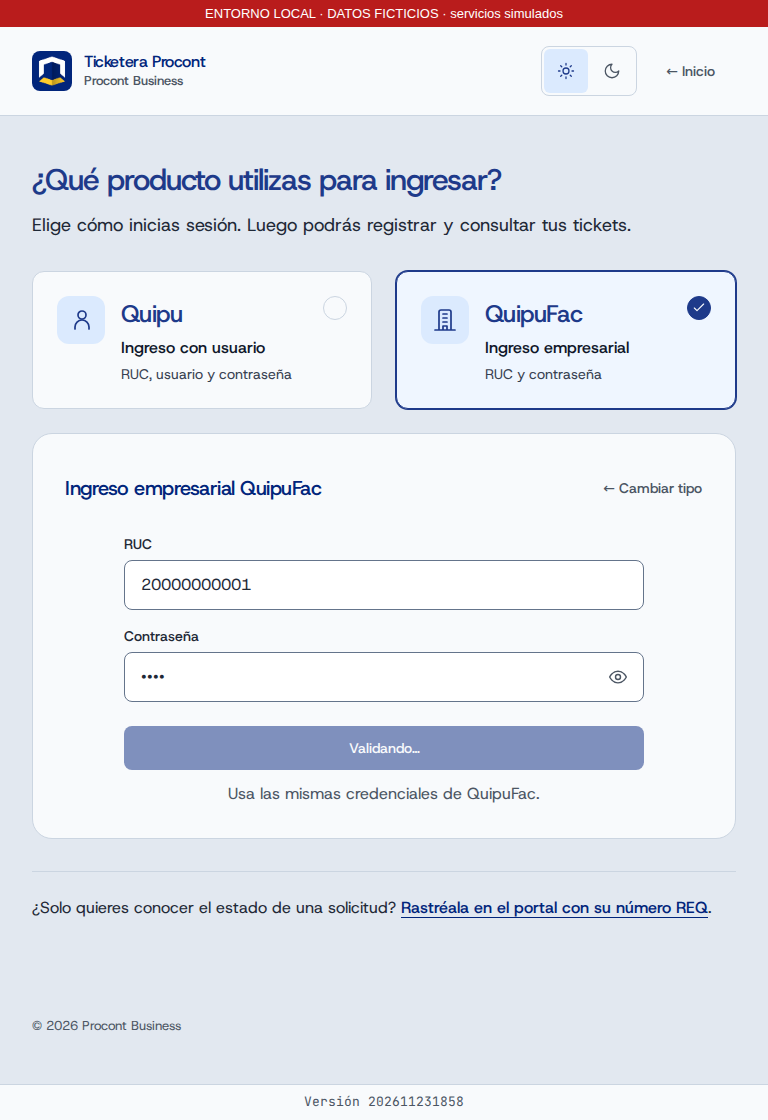 ENTORNO LOCAL · DATOS FICTICIOS · servicios simulados
Ticketera Procont
Procont Business
← Inicio
¿Qué producto utilizas para ingresar?
Elige cómo inicias sesión. Luego podrás registrar y consultar tus tickets.
Quipu
Ingreso con usuario
RUC, usuario y contraseña
QuipuFac
Ingreso empresarial
RUC y contraseña
Ingreso empresarial QuipuFac
← Cambiar tipo
RUC
20000000001
Contraseña
••••
Validando…
Usa las mismas credenciales de QuipuFac.
¿Solo quieres conocer el estado de una solicitud? Rastréala en el portal con su número REQ.
© 2026 Procont Business
Versión 202611231858